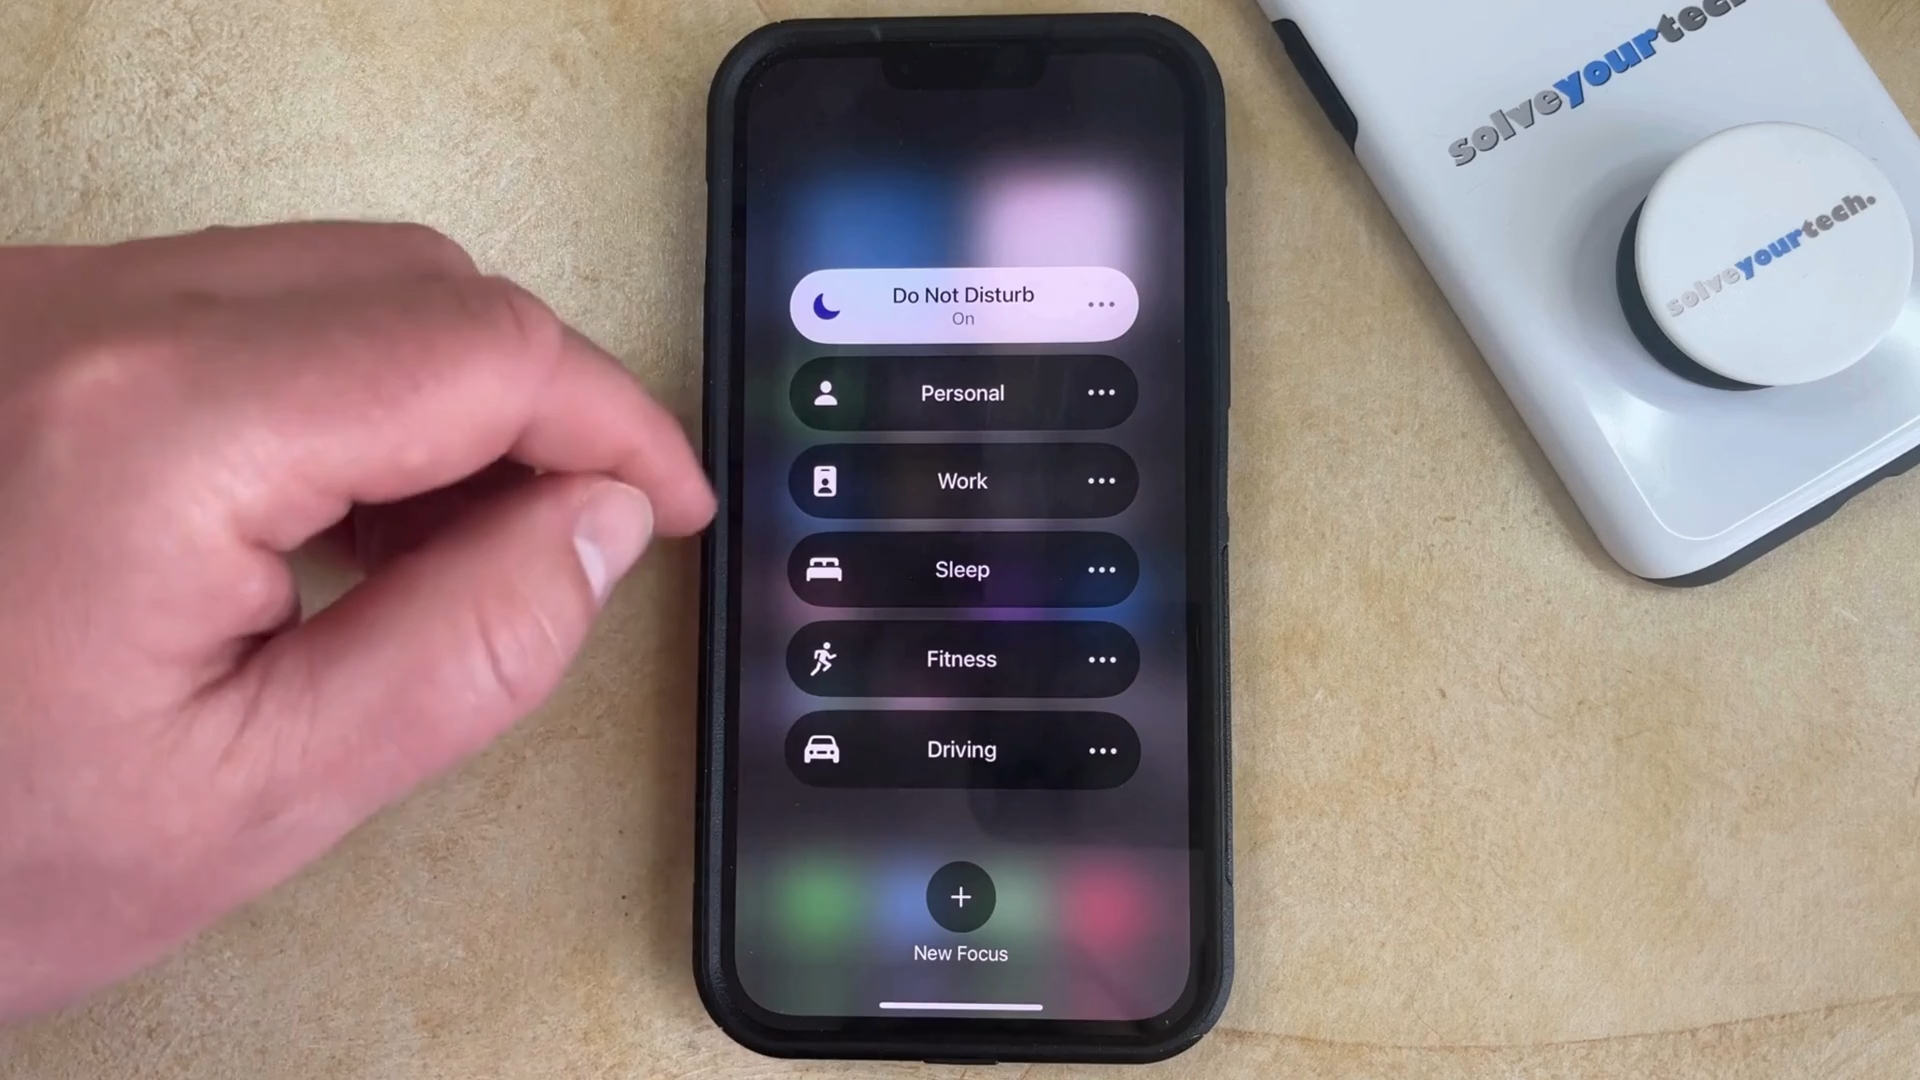 solveyourtech
solveyourtech.
Do Not Disturb
On
Personal
Work
Sleep
Fitness
Driving
New Focus